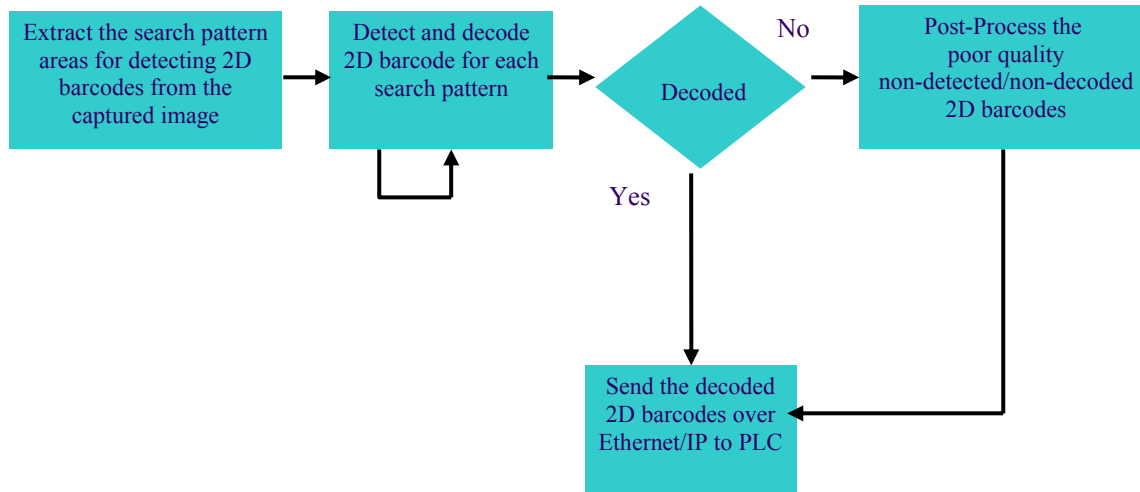 Extract the search pattern
areas for detecting 2D
barcodes from the
captured image
Detect and decode
2D barcode for each
search pattern
Decoded
No
Post-Process the
poor quality
non-detected/non-decoded
2D barcodes
Yes
Send the decoded
2D barcodes over
Ethernet/IP to PLC